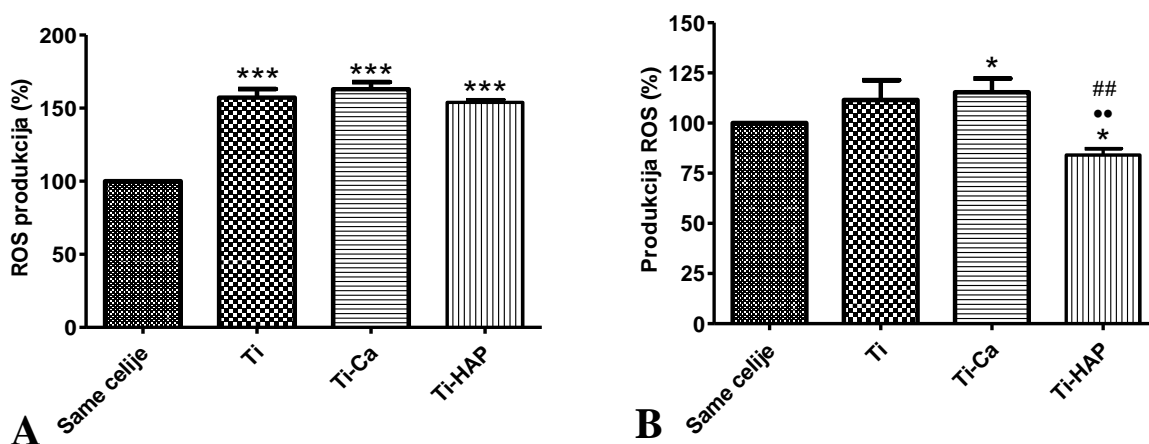 ROS produkcija (%)
200
150
100
50
0
***
***
***
Same celije
Ti
Ti-Ca
Ti-HAP
A
Produkcija ROS (%)
150
125
100
75
50
25
0
*
##
••
*
Same celije
Ti
Ti-Ca
Ti-HAP
B